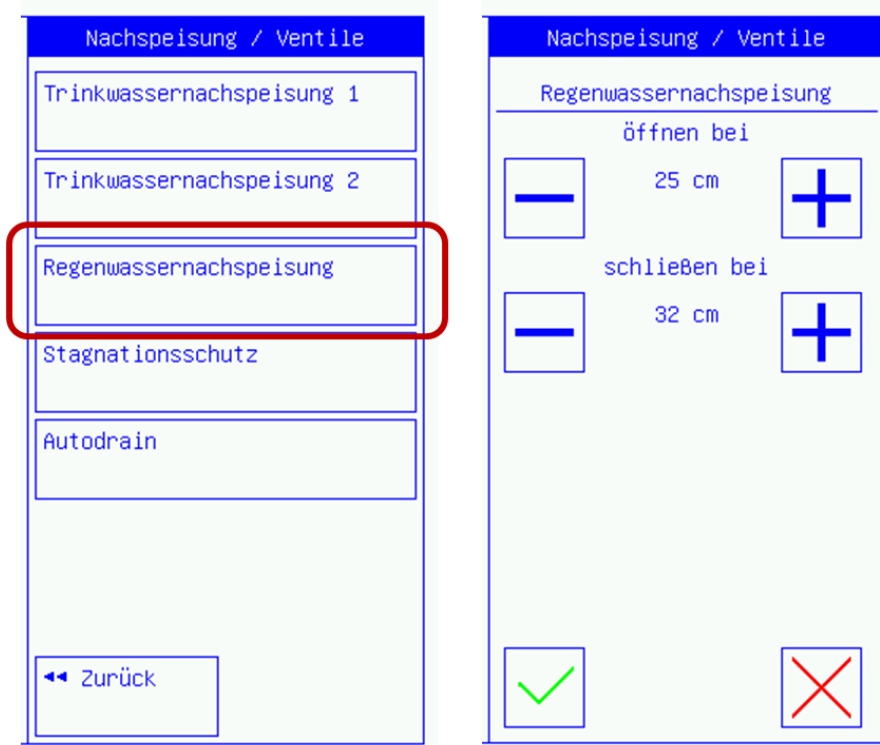 Nachspeisung / Ventile
Trinkwassernachspeisung 1
Trinkwassernachspeisung 2
Regenwassernachspeisung
Stagnationsschutz
Autodrain
Zurück
Nachspeisung / Ventile
Regenwassernachspeisung
öffnen bei
25 cm
schließen bei
32 cm